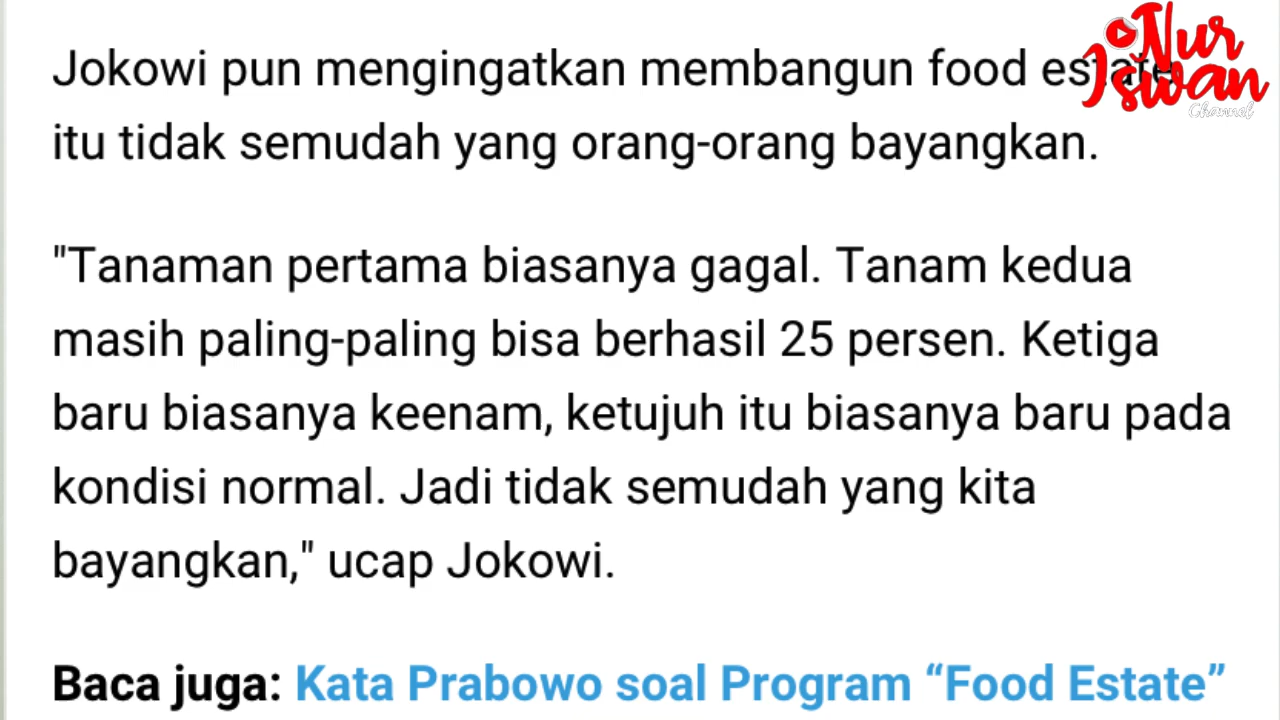 Jokowi pun mengingatkan membangun food estate
itu tidak semudah yang orang-orang bayangkan.
"Tanaman pertama biasanya gagal. Tanam kedua
masih paling-paling bisa berhasil 25 persen. Ketiga
baru biasanya keenam, ketujuh itu biasanya baru pada
kondisi normal. Jadi tidak semudah yang kita
bayangkan," ucap Jokowi.
Baca juga: Kata Prabowo soal Program “Food Estate”
Nur
Iswan
Channel